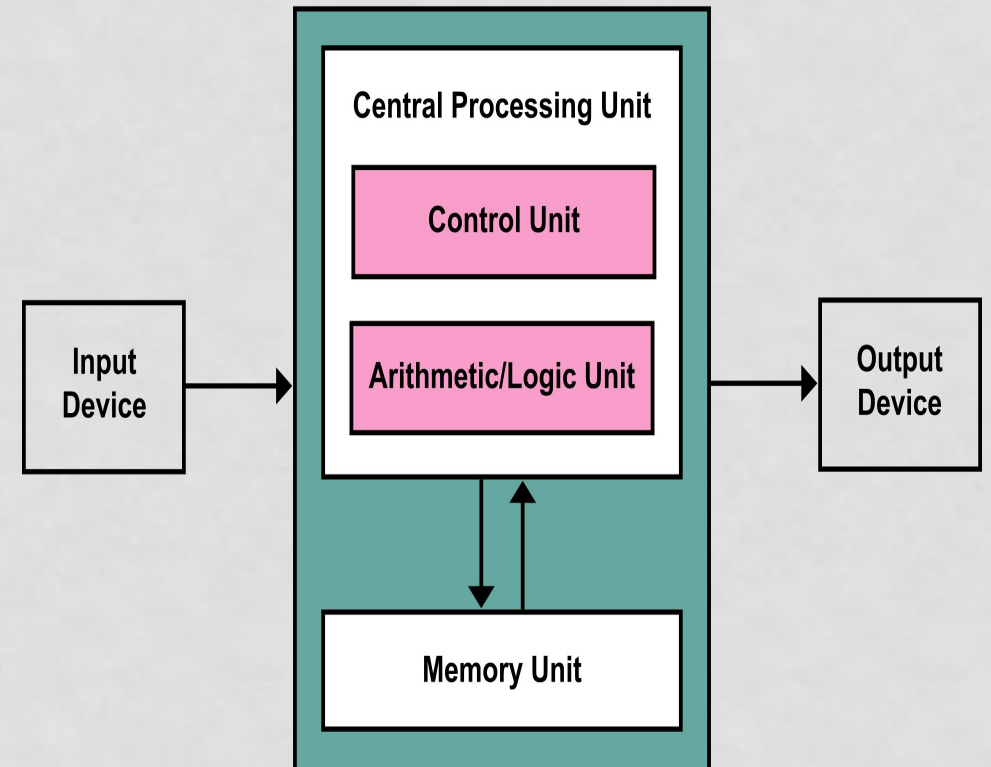 Central Processing Unit
Control Unit
Arithmetic/Logic Unit
Input
Device
Output
Device
Memory Unit